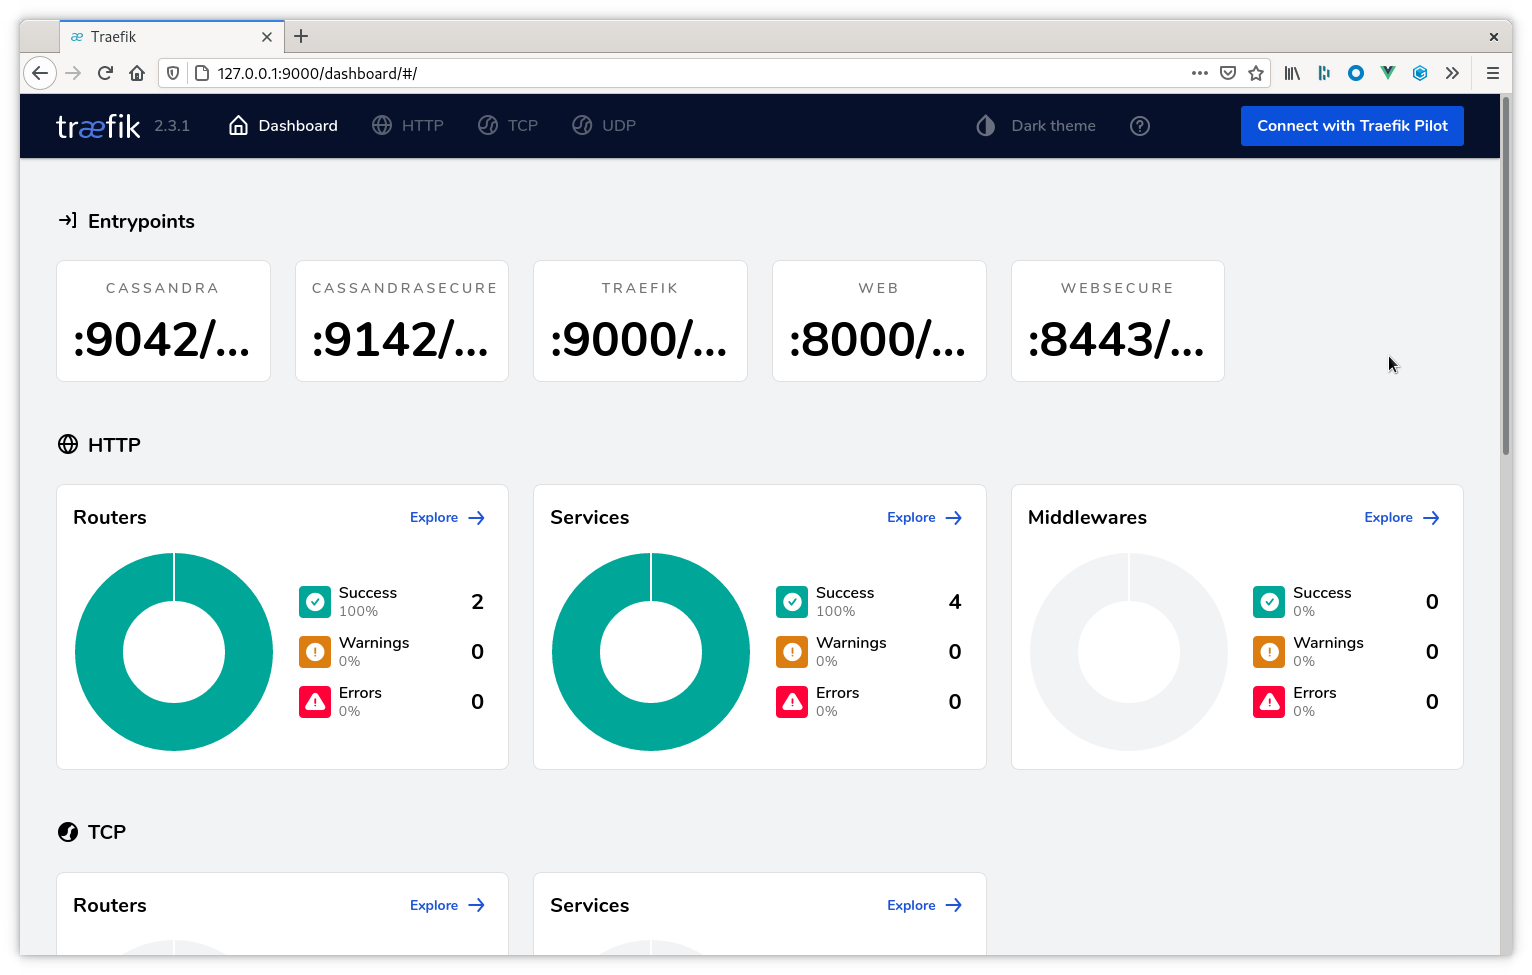 Traefik
127.0.0.1:9000/dashboard/#/
træfik 2.3.1 Dashboard HTTP TCP UDP Dark theme Connect with Traefik Pilot
Entrypoints
CASSANDRA CASSANDRASECURE TRAEFIK WEB WEBSECURE
:9042/... :9142/... :9000/... :8000/... :8443/...
HTTP
Routers Explore
Success 2
100%
Warnings 0
0%
Errors 0
0%
Services Explore
Success 4
100%
Warnings 0
0%
Errors 0
0%
Middlewares Explore
Success 0
0%
Warnings 0
0%
Errors 0
0%
TCP
Routers Explore
Services Explore